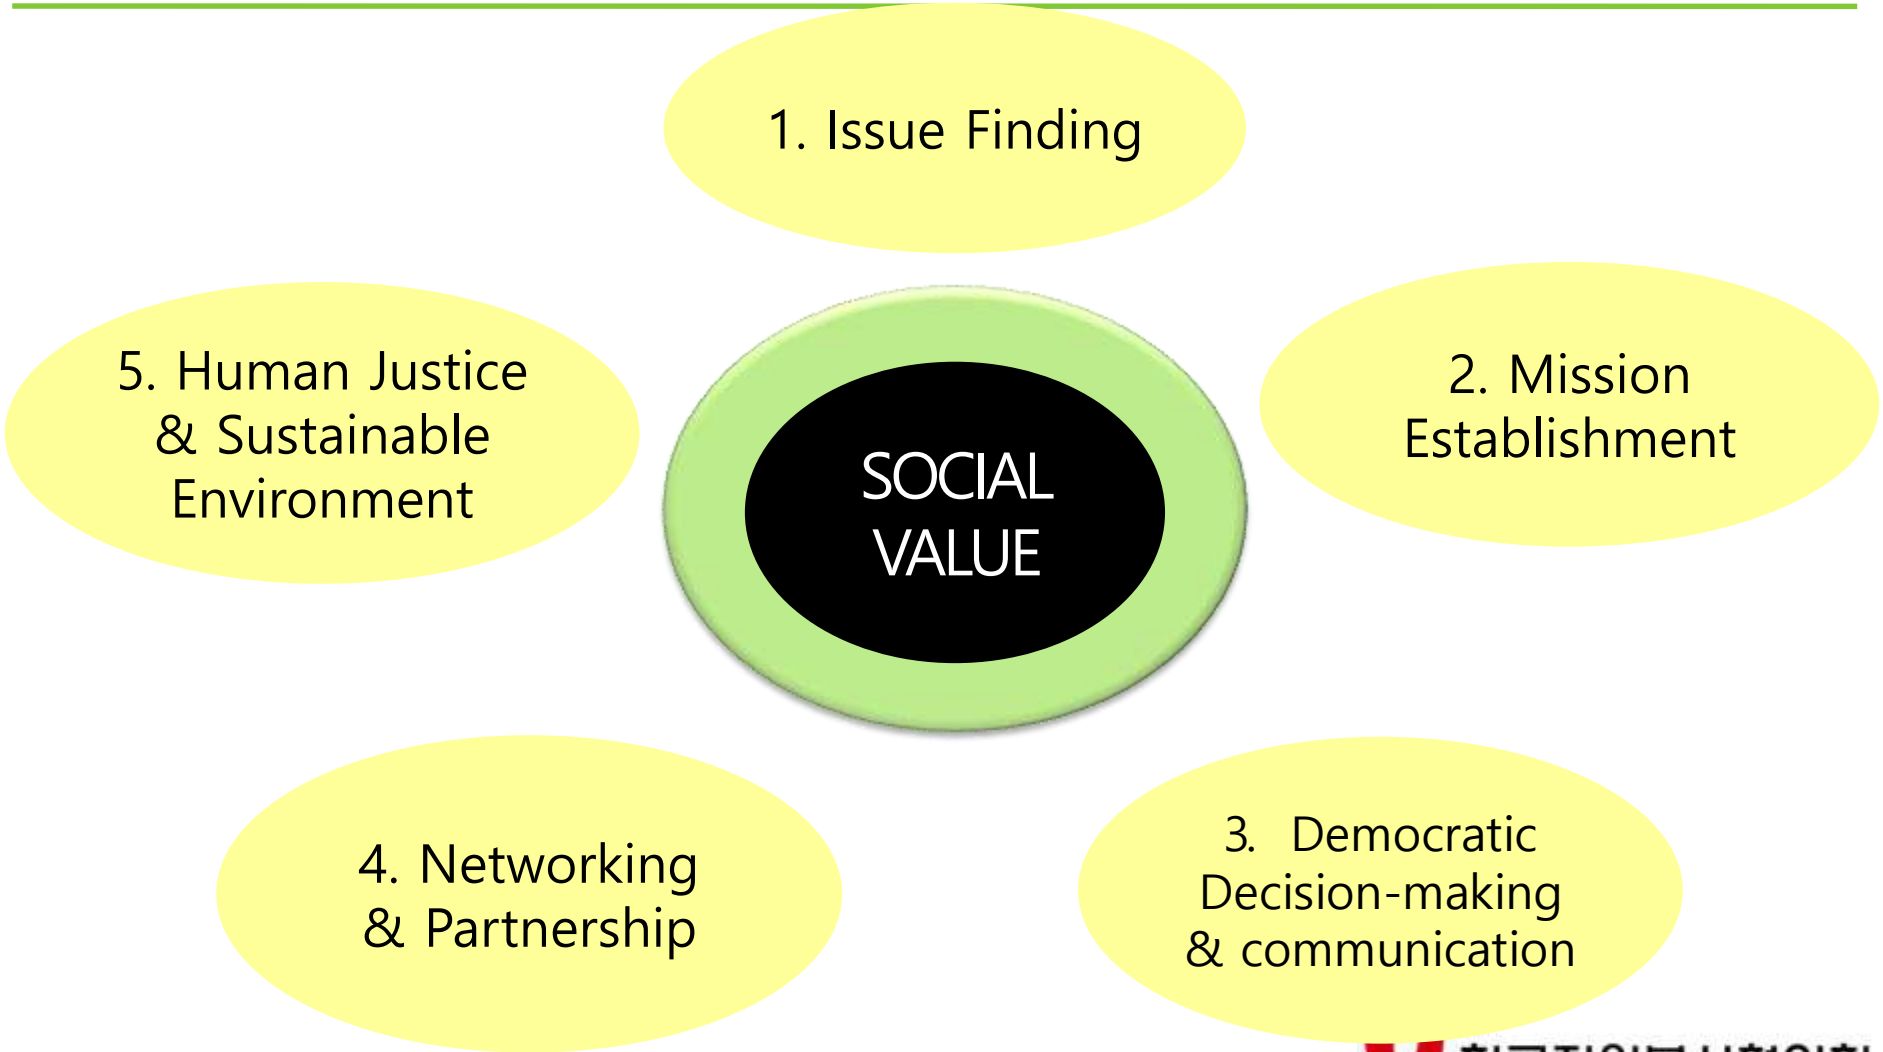 1. Issue Finding
2. Mission
Establishment
3. Democratic
Decision-making
& communication
4. Networking
& Partnership
5. Human Justice
& Sustainable
Environment
SOCIAL
VALUE